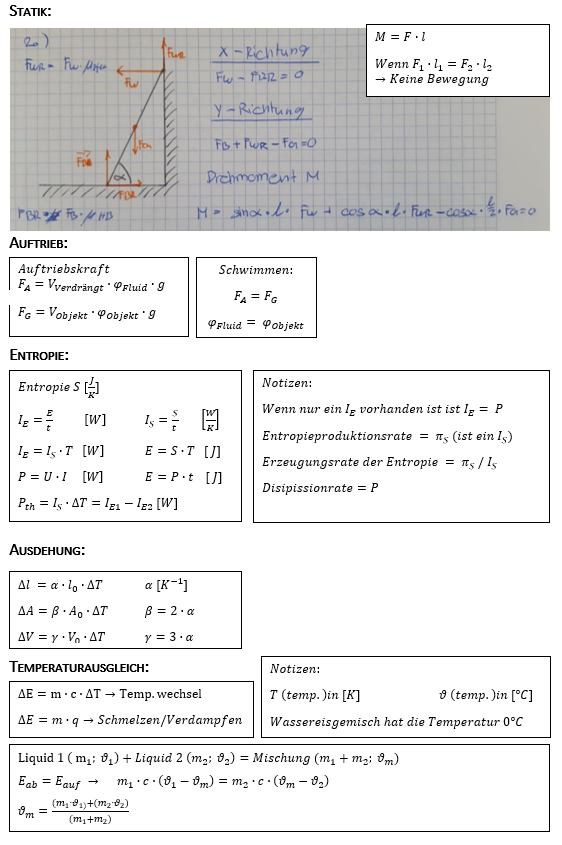 STATIK:
20)
F_WR = F_W · μ_HW
F_WR
F_W
F_G
F_B
α
F_BR
F_BR = F_B · μ_HB
X - Richtung
F_W - F_BR = 0
Y - Richtung
F_B + F_WR - F_G = 0
Drehmoment M
M = sinα · l · F_W + cosα · l · F_WR - cosα · l/2 · F_G = 0
M = F · l
Wenn F₁ · l₁ = F₂ · l₂
→ Keine Bewegung
AUFTRIEB:
Auftriebskraft
F_A = V_Verdrängt · φ_Fluid · g
F_G = V_Objekt · φ_Objekt · g
Schwimmen:
F_A = F_G
φ_Fluid = φ_Objekt
ENTROPIE:
Entropie S [J/K]
I_E = E/t [W] I_S = S/t [W/K]
I_E = I_S · T [W] E = S · T [J]
P = U · I [W] E = P · t [J]
P_th = I_S · ΔT = I_E1 − I_E2 [W]
Notizen:
Wenn nur ein I_E vorhanden ist ist I_E = P
Entropieproduktionsrate = π_S (ist ein I_S)
Erzeugungsrate der Entropie = π_S / I_S
Disipissionrate = P
AUSDEHUNG:
Δl = α · l₀ · ΔT α [K⁻¹]
ΔA = β · A₀ · ΔT β = 2 · α
ΔV = γ · V₀ · ΔT γ = 3 · α
TEMPERATURAUSGLEICH:
ΔE = m · c · ΔT → Temp. wechsel
ΔE = m · q → Schmelzen/Verdampfen
Notizen:
T (temp.)in [K] ϑ (temp.)in [°C]
Wassereisgemisch hat die Temperatur 0°C
Liquid 1 ( m₁; ϑ₁) + Liquid 2 (m₂; ϑ₂) = Mischung (m₁ + m₂; ϑ_m)
E_ab = E_auf → m₁ · c · (ϑ₁ − ϑ_m) = m₂ · c · (ϑ_m − ϑ₂)
ϑ_m = (m₁·ϑ₁)+(m₂·ϑ₂) / (m₁+m₂)